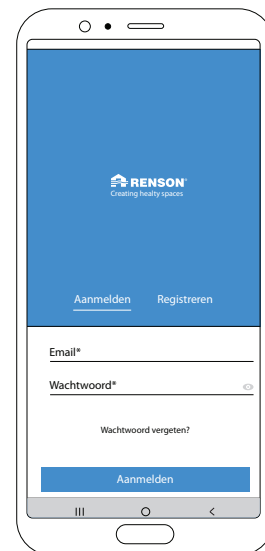 RENSON®
Creating healty spaces
Aanmelden Registreren
Email*
Wachtwoord*
Wachtwoord vergeten?
Aanmelden